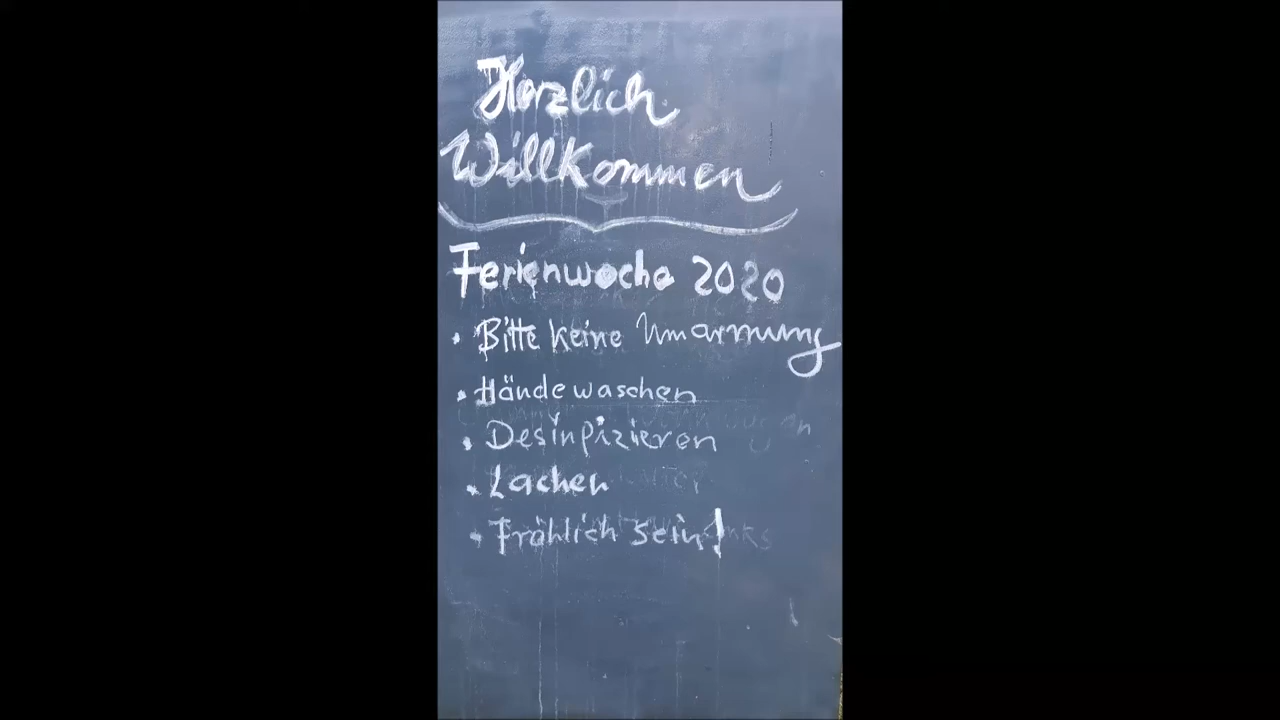 Herzlich
Willkommen
Ferienwoche 2020
• Bitte keine Umarmung
• Händewaschen
• Desinfizieren
• Lachen
• Fröhlich sein!